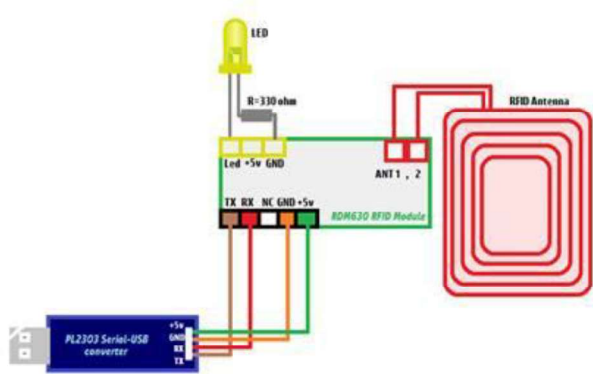 LED
R=330 ohm
RFID Antenna
Led +5v GND
ANT 1 , 2
TX RX NC GND +5v
RDM630 RFID Module
PL2303 Serial-USB
converter
+5v
GND
RX
TX